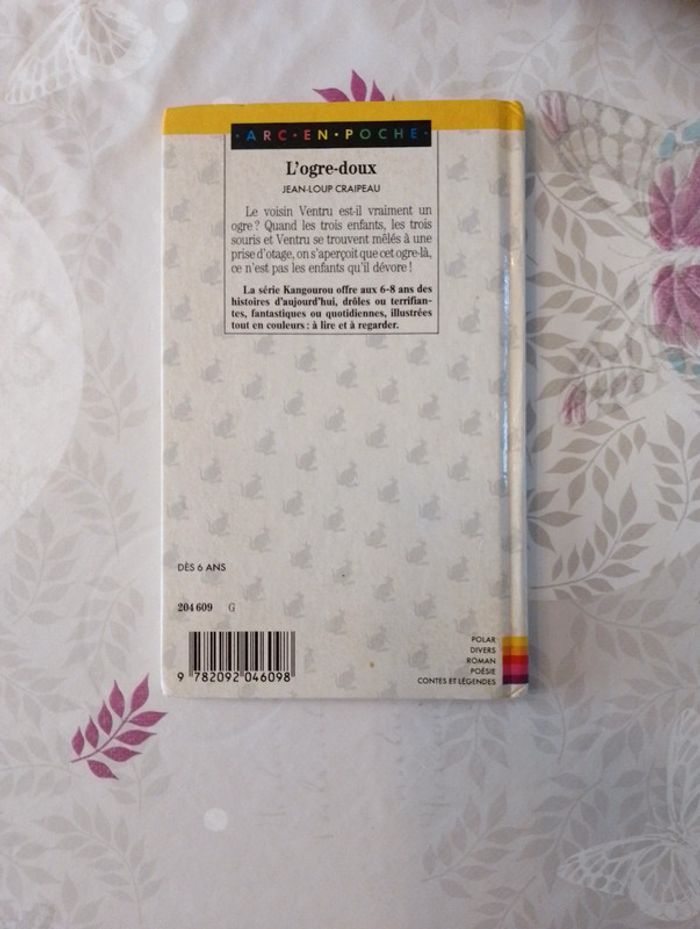 ·ARC·EN·POCHE·
L'ogre-doux
JEAN-LOUP CRAIPEAU
Le voisin Ventru est-il vraiment un
ogre ? Quand les trois enfants, les trois
souris et Ventru se trouvent mêlés à une
prise d'otage, on s'aperçoit que cet ogre-là,
ce n'est pas les enfants qu'il dévore !
La série Kangourou offre aux 6-8 ans des
histoires d'aujourd'hui, drôles ou terrifian-
tes, fantastiques ou quotidiennes, illustrées
tout en couleurs : à lire et à regarder.
DÈS 6 ANS
204 609 G
9 782092 046098
POLAR
DIVERS
ROMAN
POÉSIE
CONTES ET LÉGENDES